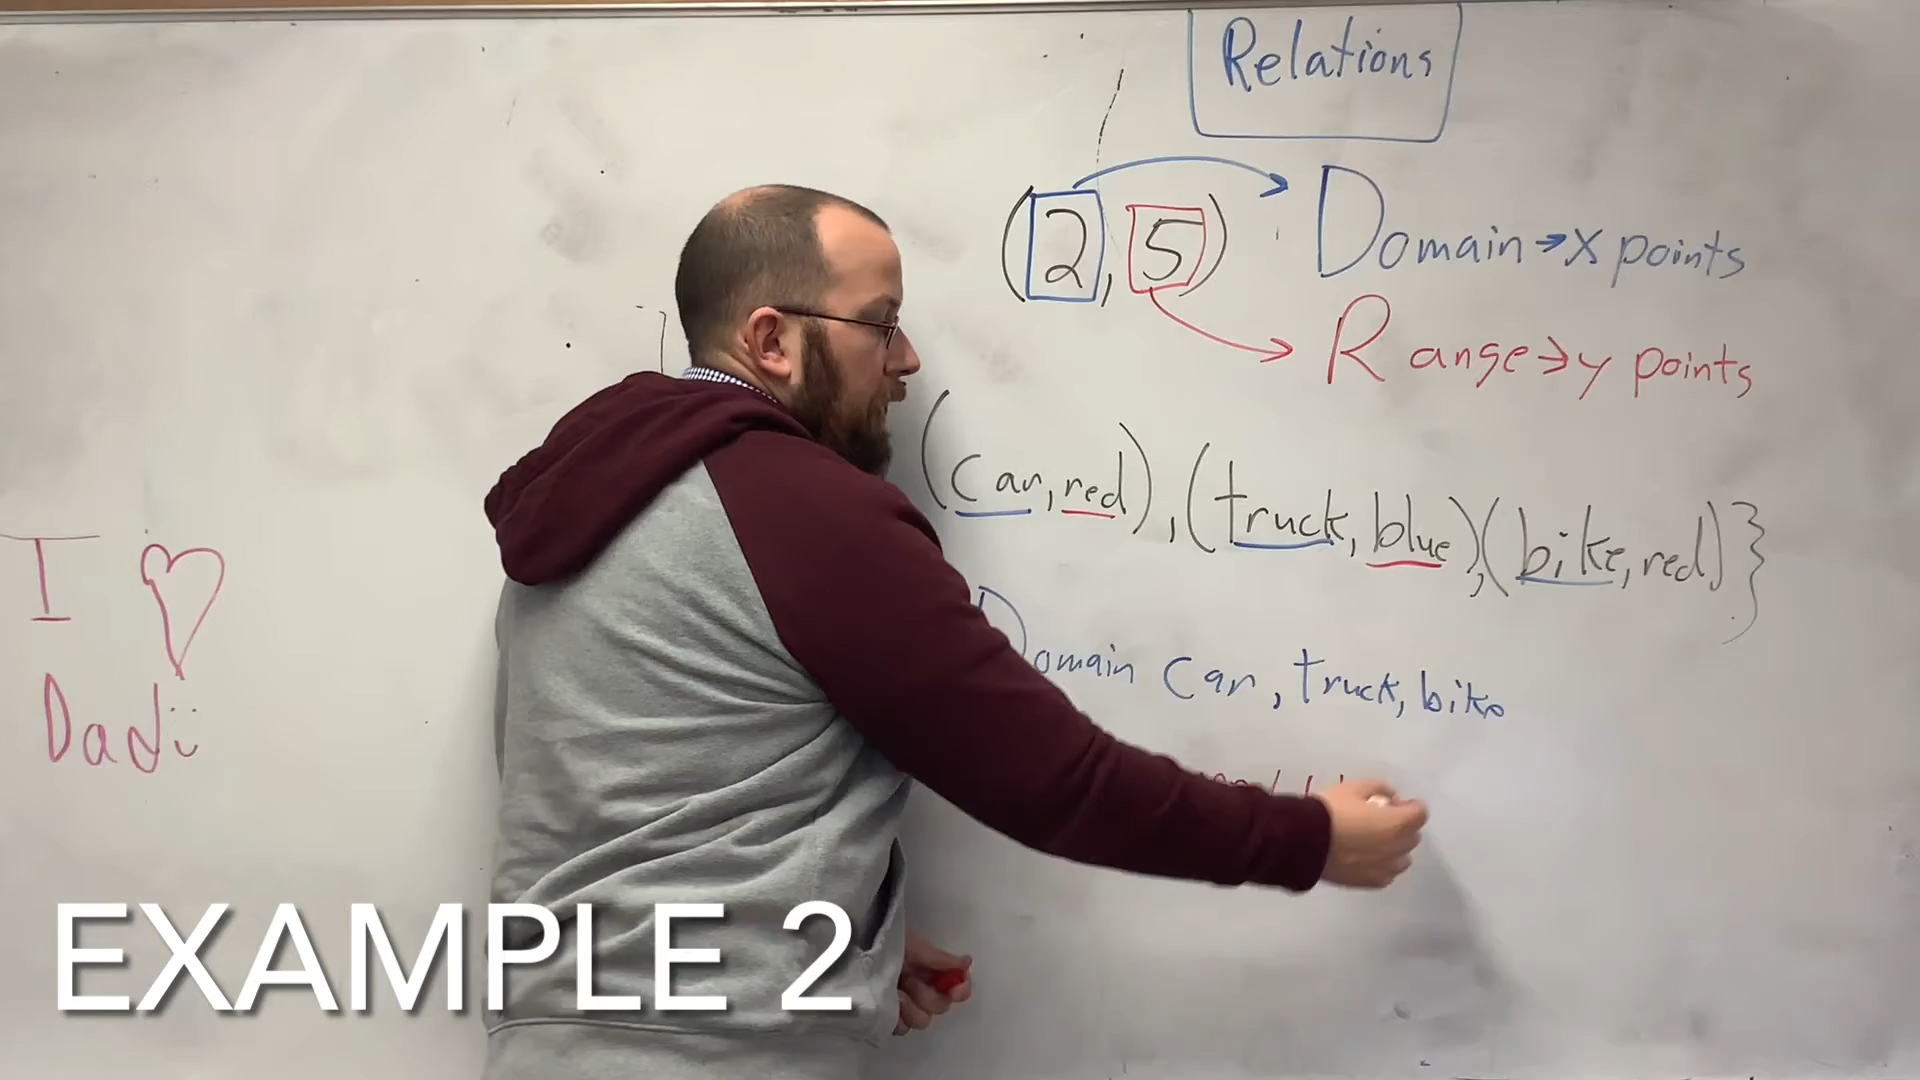 Relations
(2,5)
Domain→x points
Range→y points
(car, red), (truck, blue), (bike, red)}
Domain car, truck, bike
I ♡
Dad
EXAMPLE 2